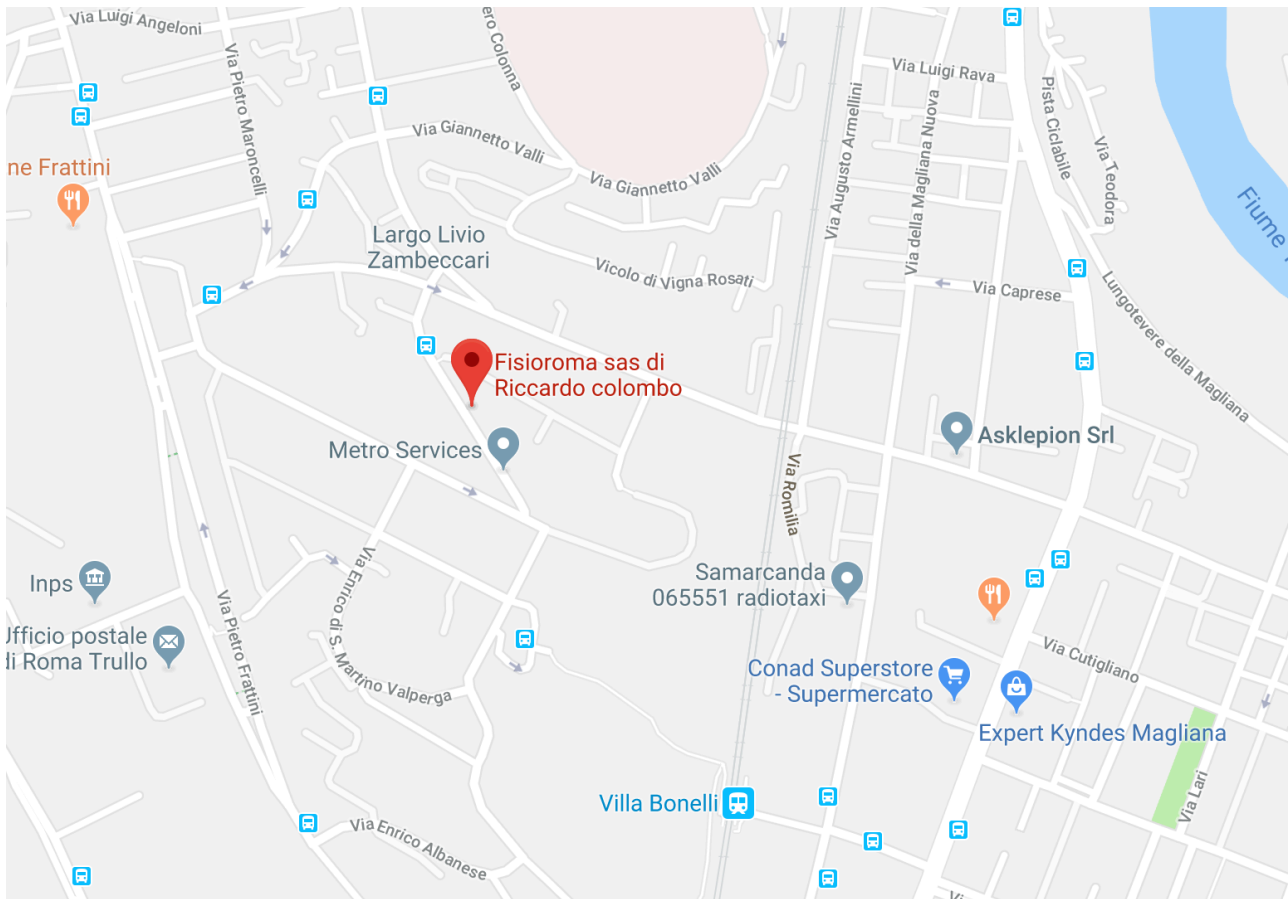 Via Luigi Angeloni
ero Colonna
Via Luigi Rava
Via Pietro Maroncelli
Via Giannetto Valli
Via Augusto Armellini
Via della Magliana Nuova
Pista Ciclabile
Via Teodora
ne Frattini
Via Giannetto Valli
Fiume
Largo Livio
Zambeccari
Vicolo di Vigna Rosati
Via Caprese
Lungotevere della Magliana
Fisioroma sas di
Riccardo colombo
Metro Services
Asklepion Srl
Via Romilia
Inps
Via Enrico di S. Martino Valperga
Samarcanda
065551 radiotaxi
Ufficio postale
di Roma Trullo
Via Pietro Frattini
Via Cutigliano
Conad Superstore
- Supermercato
Expert Kyndes Magliana
Via Lari
Villa Bonelli
Via Enrico Albanese
Vi